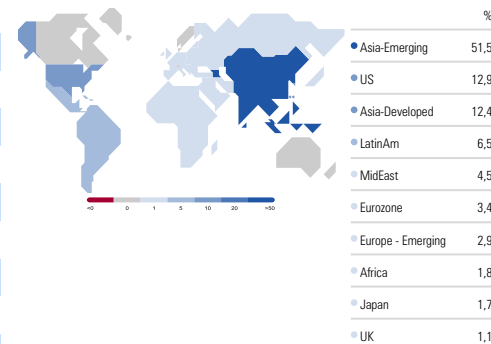 %
Asia-Emerging 51,5
US 12,9
Asia-Developed 12,4
LatinAm 6,5
MidEast 4,5
Eurozone 3,4
Europe - Emerging 2,9
Africa 1,8
Japan 1,7
UK 1,1
<0 0 1 5 10 20 >50